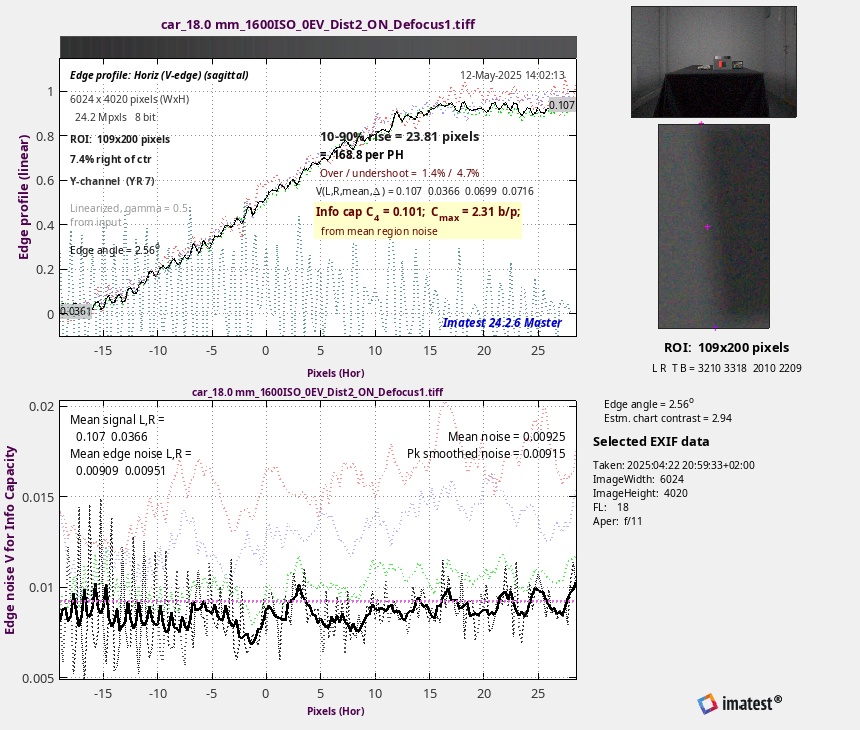 car_18.0 mm_1600ISO_0EV_Dist2_ON_Defocus1.tiff
Edge profile: Horiz (V-edge) (sagittal)
12-May-2025 14:02:13
6024 x 4020 pixels (WxH)
24.2 Mpxls 8 bit
ROI: 109x200 pixels
7.4% right of ctr
Y-channel (YR 7)
Linearized, gamma = 0.5
from input
Edge angle = 2.56o
10-90% rise = 23.81 pixels
= 168.8 per PH
Over / undershoot = 1.4% / 4.7%
V(L,R,mean,Δ) = 0.107 0.0366 0.0699 0.0716
Info cap C4 = 0.101; Cmax = 2.31 b/p;
from mean region noise
0.107
0.0361
Imatest 24.2.6 Master
Edge profile (linear)
1
0.8
0.6
0.4
0.2
0
-15 -10 -5 0 5 10 15 20 25
Pixels (Hor)
car_18.0 mm_1600ISO_0EV_Dist2_ON_Defocus1.tiff
Mean signal L,R =
0.107 0.0366
Mean edge noise L,R =
0.00909 0.00951
Mean noise = 0.00925
Pk smoothed noise = 0.00915
Edge noise V for Info Capacity
0.02
0.015
0.01
0.005
-15 -10 -5 0 5 10 15 20 25
Pixels (Hor)
ROI: 109x200 pixels
L R T B = 3210 3318 2010 2209
Edge angle = 2.56o
Estm. chart contrast = 2.94
Selected EXIF data
Taken: 2025:04:22 20:59:33+02:00
ImageWidth: 6024
ImageHeight: 4020
FL: 18
Aper: f/11
imatest®